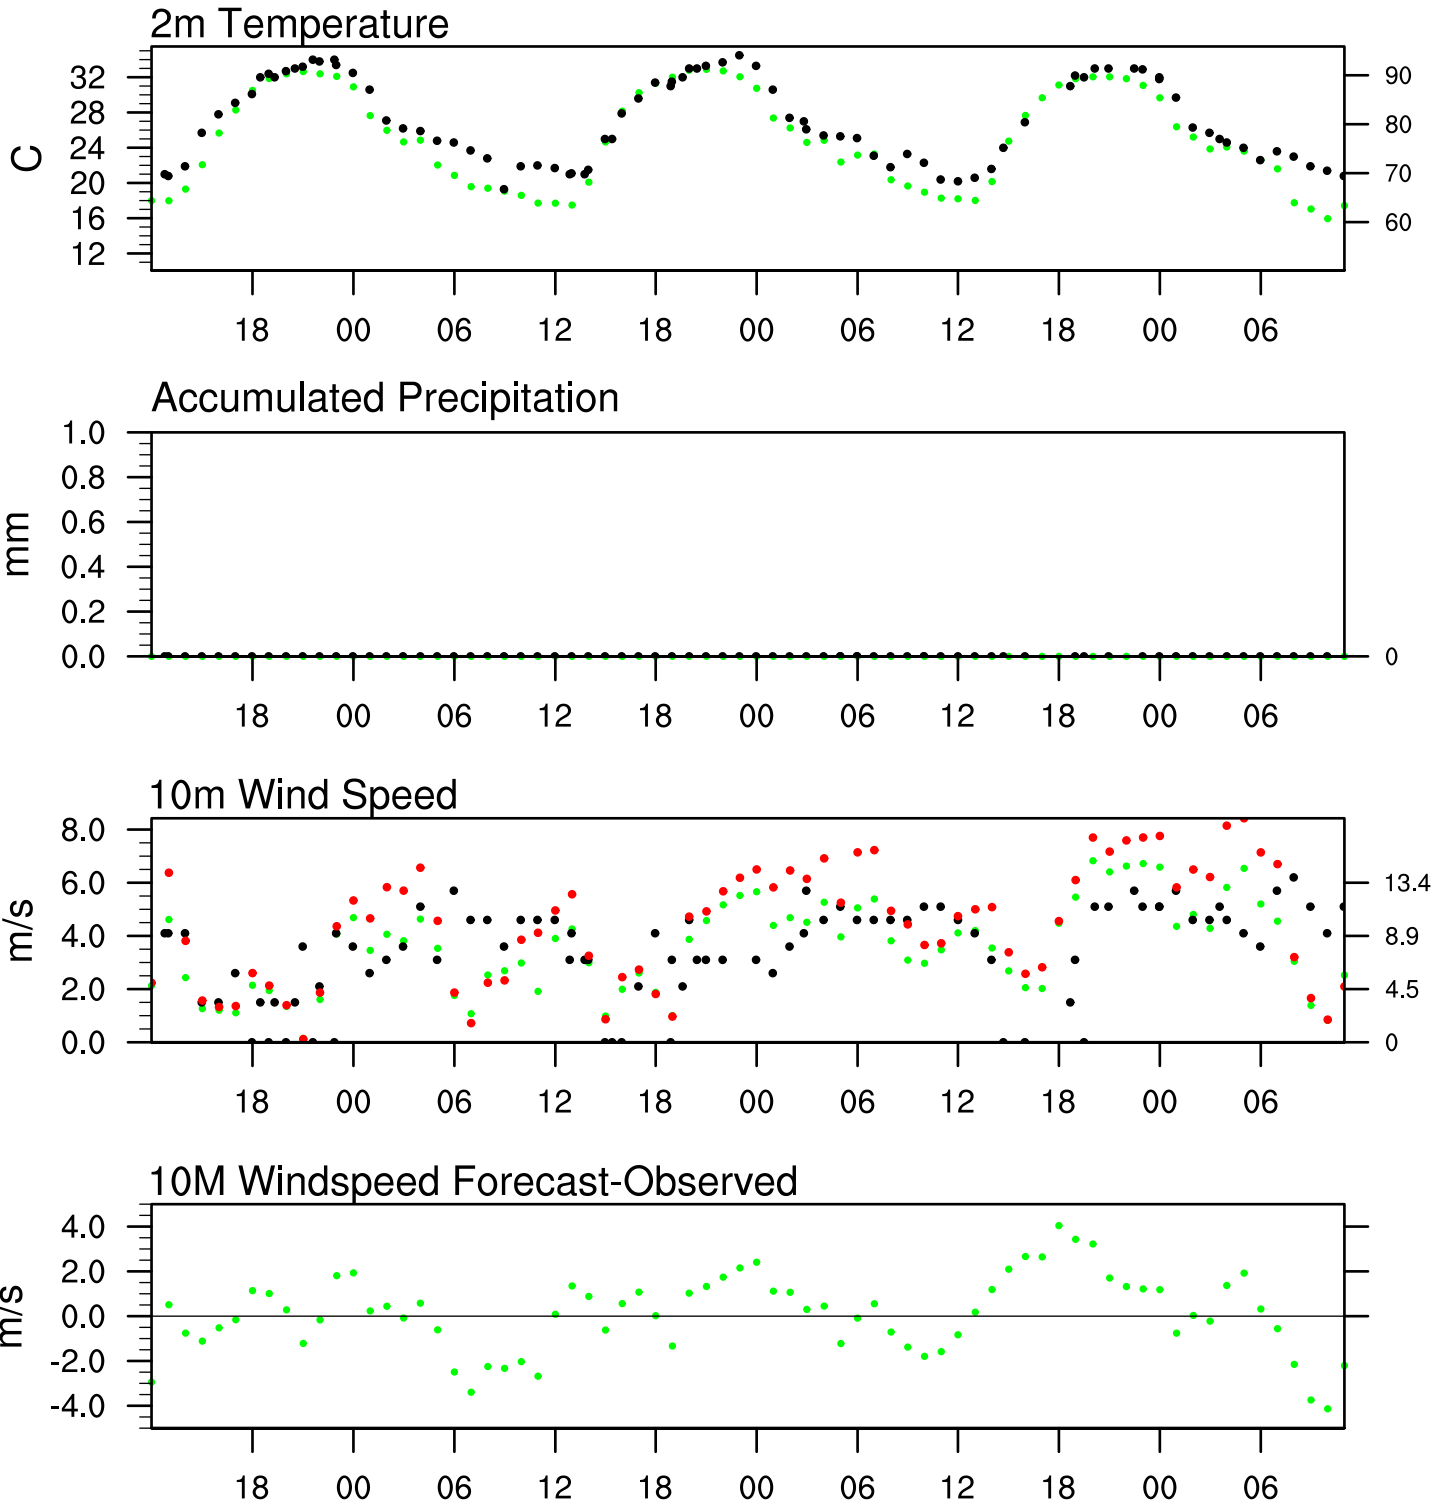 2m Temperature
C
32
28
24
20
16
12
90
80
70
60
18 00 06 12 18 00 06 12 18 00 06
Accumulated Precipitation
mm
1.0
0.8
0.6
0.4
0.2
0.0
0
18 00 06 12 18 00 06 12 18 00 06
10m Wind Speed
m/s
8.0
6.0
4.0
2.0
0.0
13.4
8.9
4.5
0
18 00 06 12 18 00 06 12 18 00 06
10M Windspeed Forecast-Observed
m/s
4.0
2.0
0.0
-2.0
-4.0
18 00 06 12 18 00 06 12 18 00 06